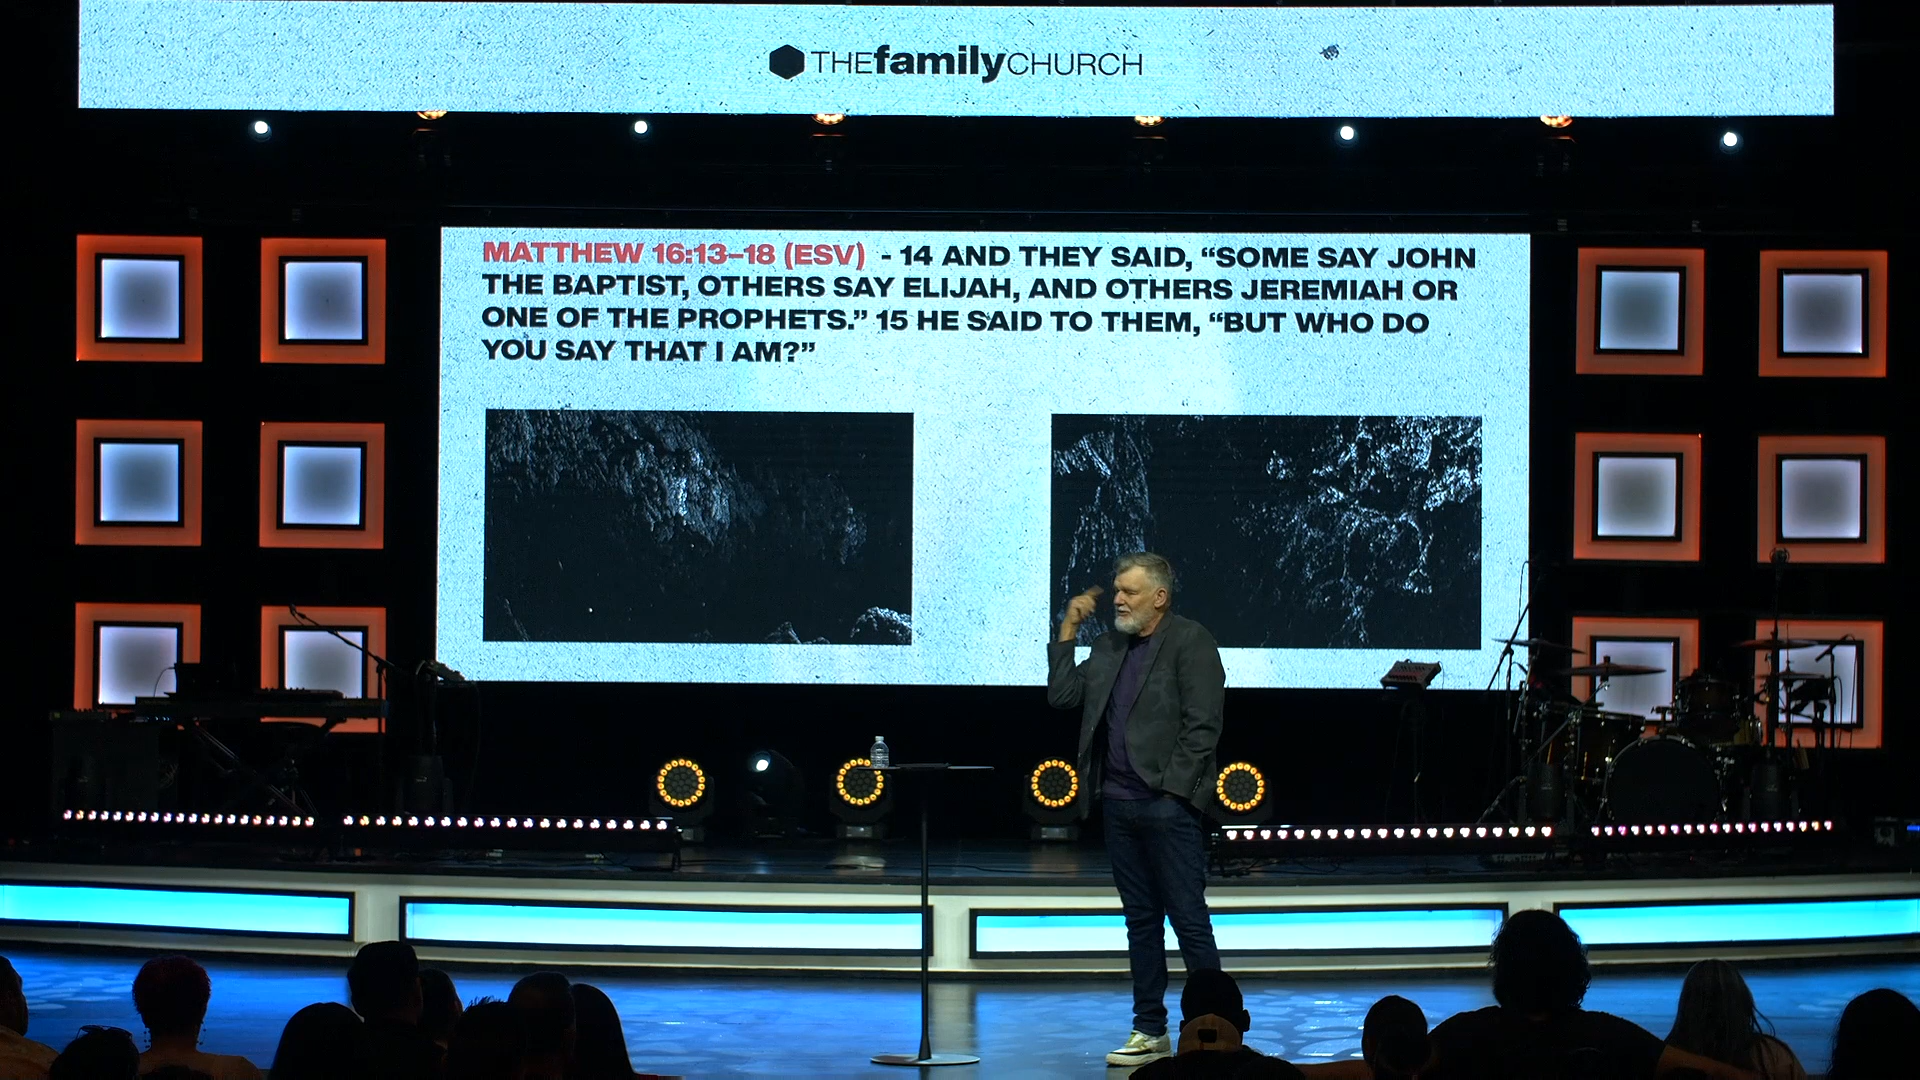 THEfamilyCHURCH
MATTHEW 16:13–18 (ESV) - 14 AND THEY SAID, “SOME SAY JOHN
THE BAPTIST, OTHERS SAY ELIJAH, AND OTHERS JEREMIAH OR
ONE OF THE PROPHETS.” 15 HE SAID TO THEM, “BUT WHO DO
YOU SAY THAT I AM?”